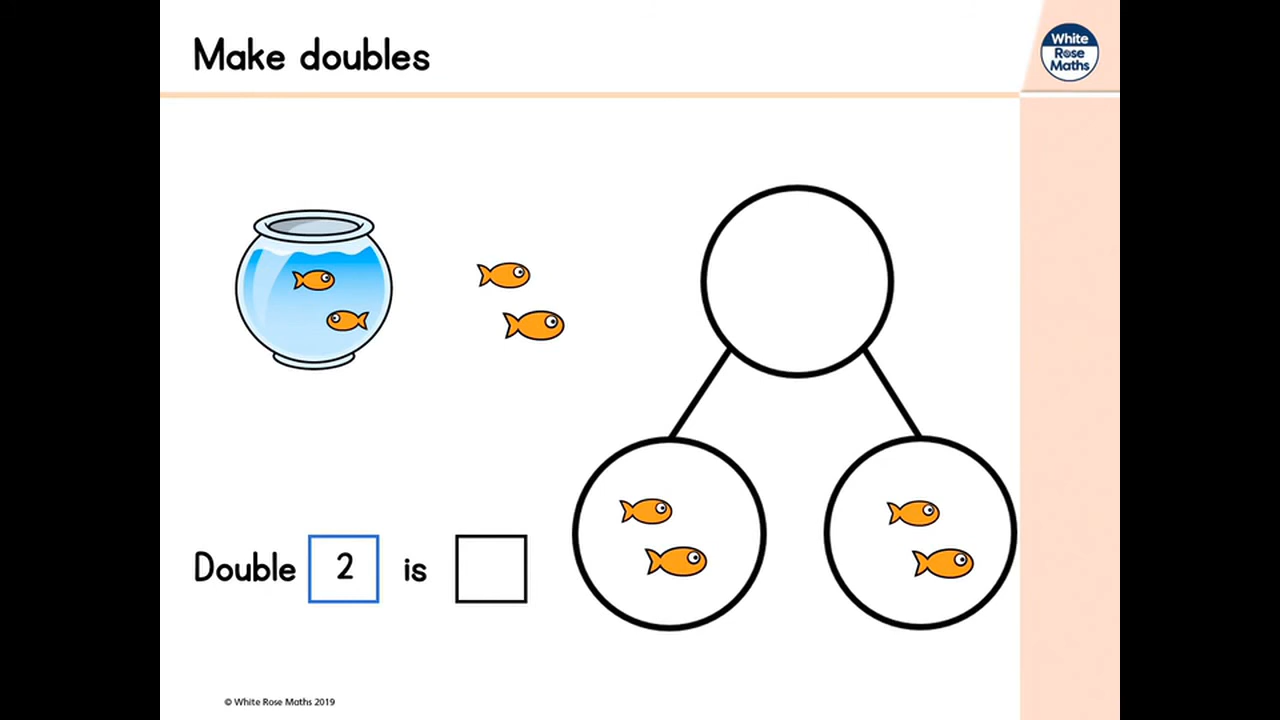 Make doubles
White
Rose
Maths
Double 2 is
© White Rose Maths 2019